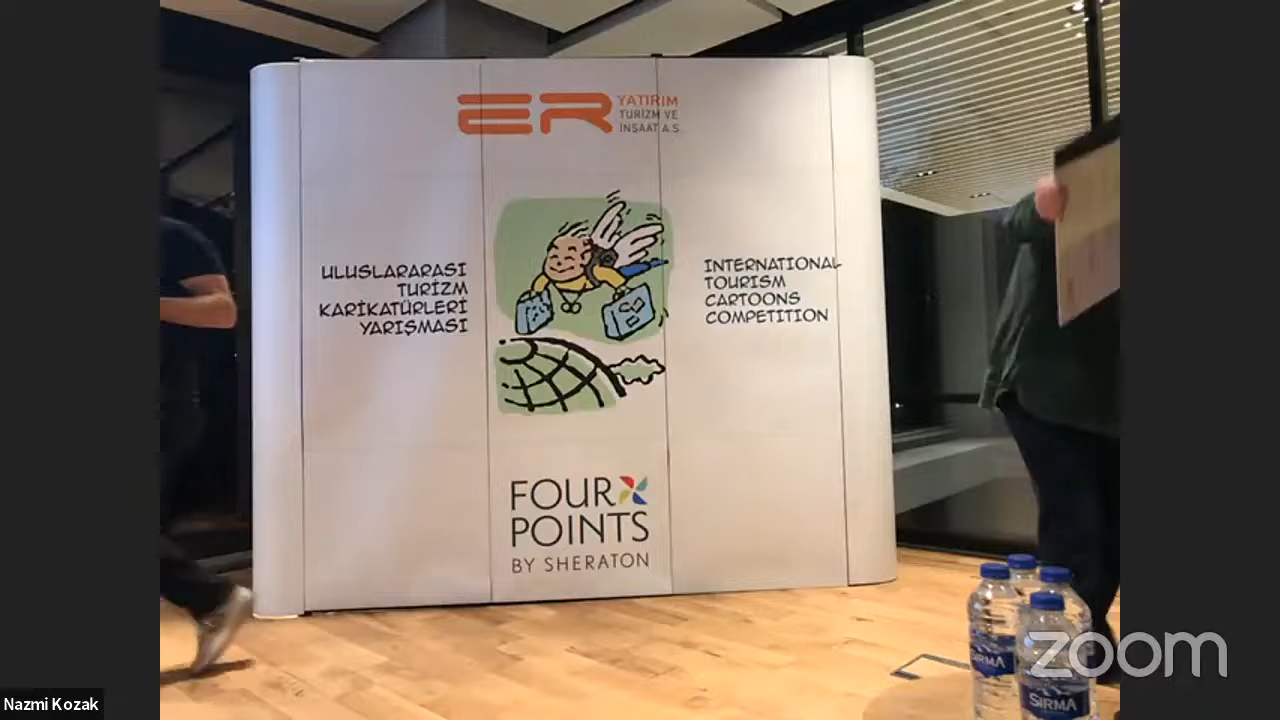 ER YATIRIM
TURİZM VE
İNŞAAT A.Ş.
ULUSLARARASI
TURİZM
KARİKATÜRLERİ
YARIŞMASI
INTERNATIONAL
TOURISM
CARTOONS
COMPETITION
FOUR
POINTS
BY SHERATON
SIRMA
SIRMA
zoom
Nazmi Kozak